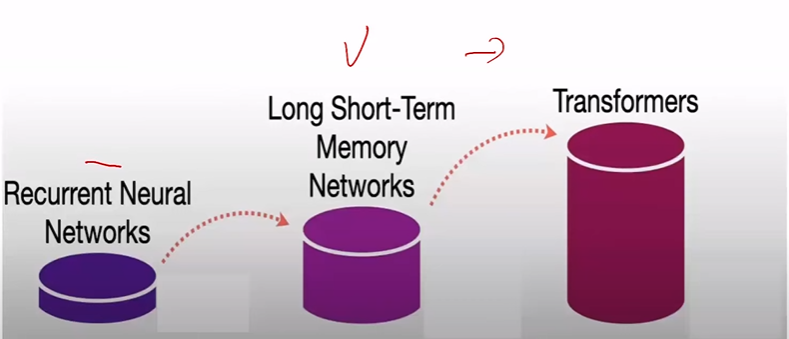 Recurrent Neural
Networks
Long Short-Term
Memory
Networks
Transformers